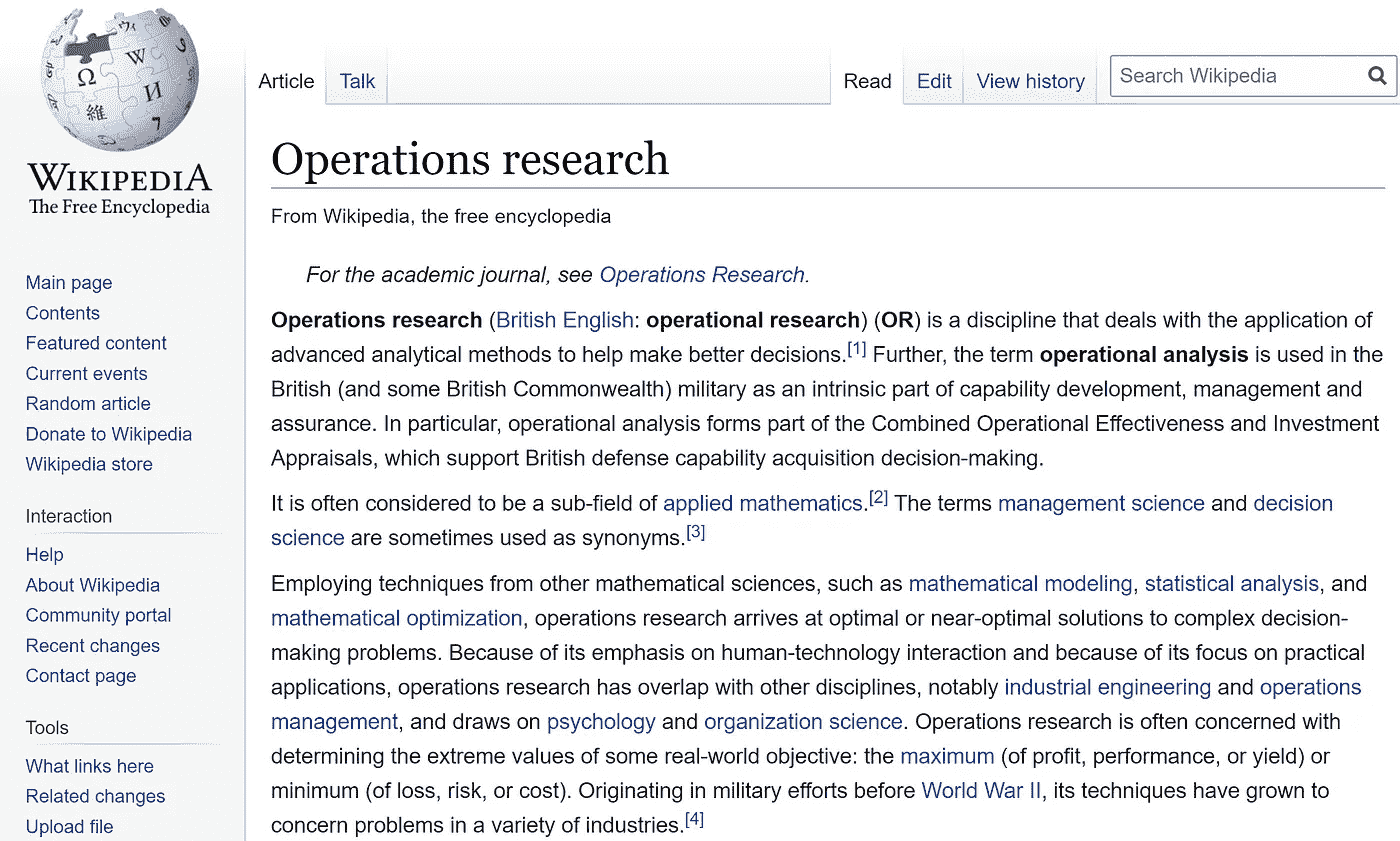 Ω W И 維 7
WIKIPEDIA
The Free Encyclopedia
Main page
Contents
Featured content
Current events
Random article
Donate to Wikipedia
Wikipedia store
Interaction
Help
About Wikipedia
Community portal
Recent changes
Contact page
Tools
What links here
Related changes
Upload file
Article Talk Read Edit View history Search Wikipedia
Operations research
From Wikipedia, the free encyclopedia
For the academic journal, see Operations Research.
Operations research (British English: operational research) (OR) is a discipline that deals with the application of
advanced analytical methods to help make better decisions.[1] Further, the term operational analysis is used in the
British (and some British Commonwealth) military as an intrinsic part of capability development, management and
assurance. In particular, operational analysis forms part of the Combined Operational Effectiveness and Investment
Appraisals, which support British defense capability acquisition decision-making.
It is often considered to be a sub-field of applied mathematics.[2] The terms management science and decision
science are sometimes used as synonyms.[3]
Employing techniques from other mathematical sciences, such as mathematical modeling, statistical analysis, and
mathematical optimization, operations research arrives at optimal or near-optimal solutions to complex decision-
making problems. Because of its emphasis on human-technology interaction and because of its focus on practical
applications, operations research has overlap with other disciplines, notably industrial engineering and operations
management, and draws on psychology and organization science. Operations research is often concerned with
determining the extreme values of some real-world objective: the maximum (of profit, performance, or yield) or
minimum (of loss, risk, or cost). Originating in military efforts before World War II, its techniques have grown to
concern problems in a variety of industries.[4]